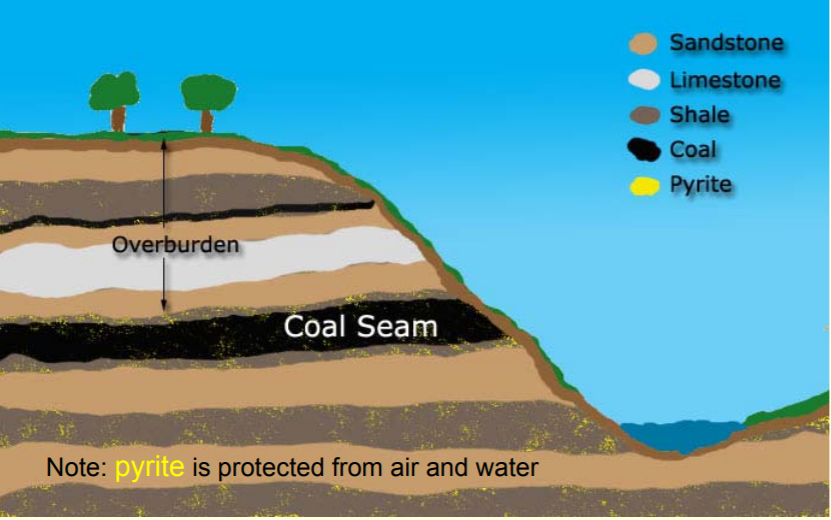 Sandstone
Limestone
Shale
Coal
Pyrite
Overburden
Coal Seam
Note: pyrite is protected from air and water